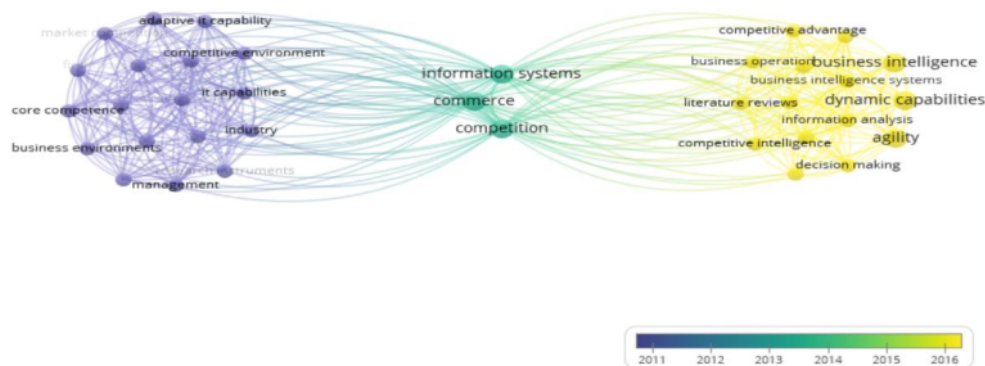 adaptive it capability
competitive environment
it capabilities
core competence
industry
business environments
management
information systems
commerce
competition
competitive advantage
business operation
business intelligence
business intelligence systems
literature reviews
dynamic capabilities
information analysis
competitive intelligence
agility
decision making
2011 2012 2013 2014 2015 2016